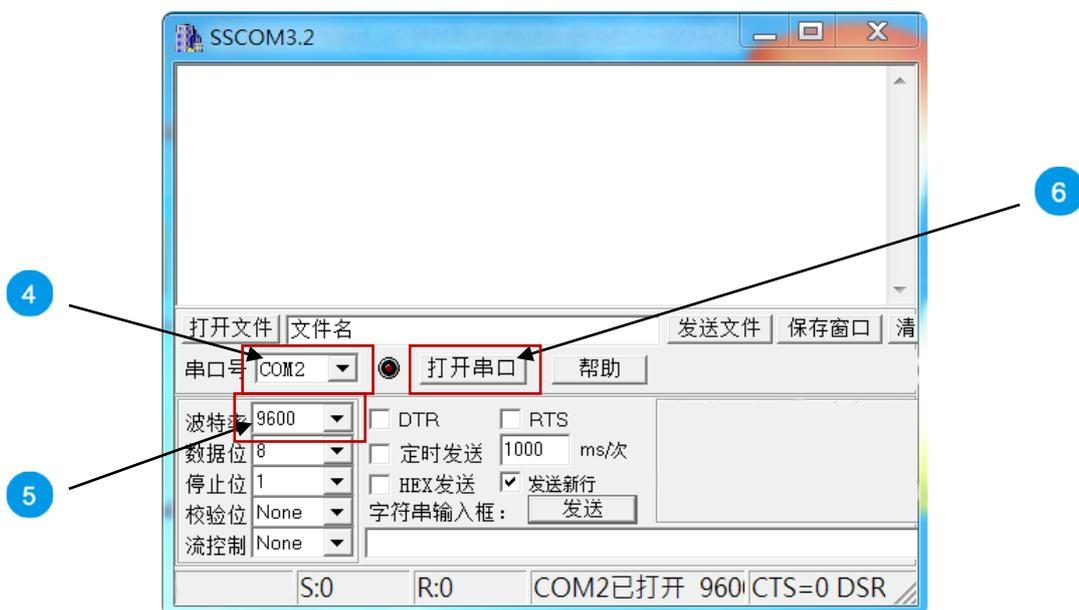 SSCOM3.2
6
4
打开文件 文件名 发送文件 保存窗口 清
串口号 COM2 打开串口 帮助
波特率 9600 DTR RTS
数据位 8 定时发送 1000 ms/次
5
停止位 1 HEX发送 发送新行
校验位 None 字符串输入框： 发送
流控制 None
S:0 R:0 COM2已打开 960 CTS=0 DSR